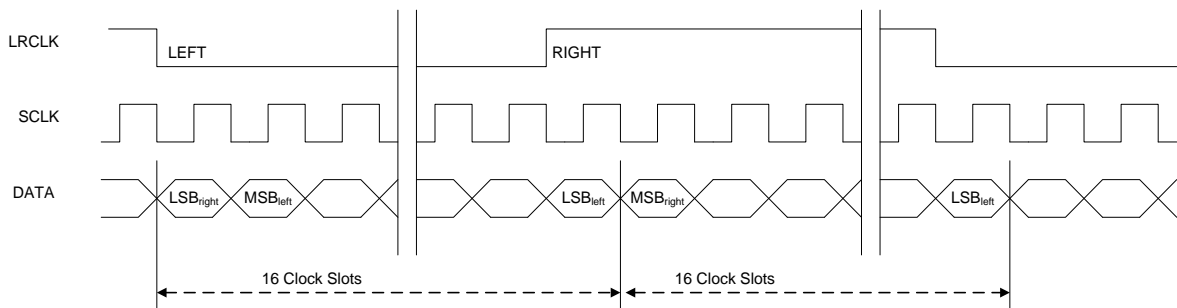 LRCLK
LEFT
RIGHT
SCLK
DATA
LSBright
MSBleft
LSBleft
MSBright
LSBleft
16 Clock Slots
16 Clock Slots